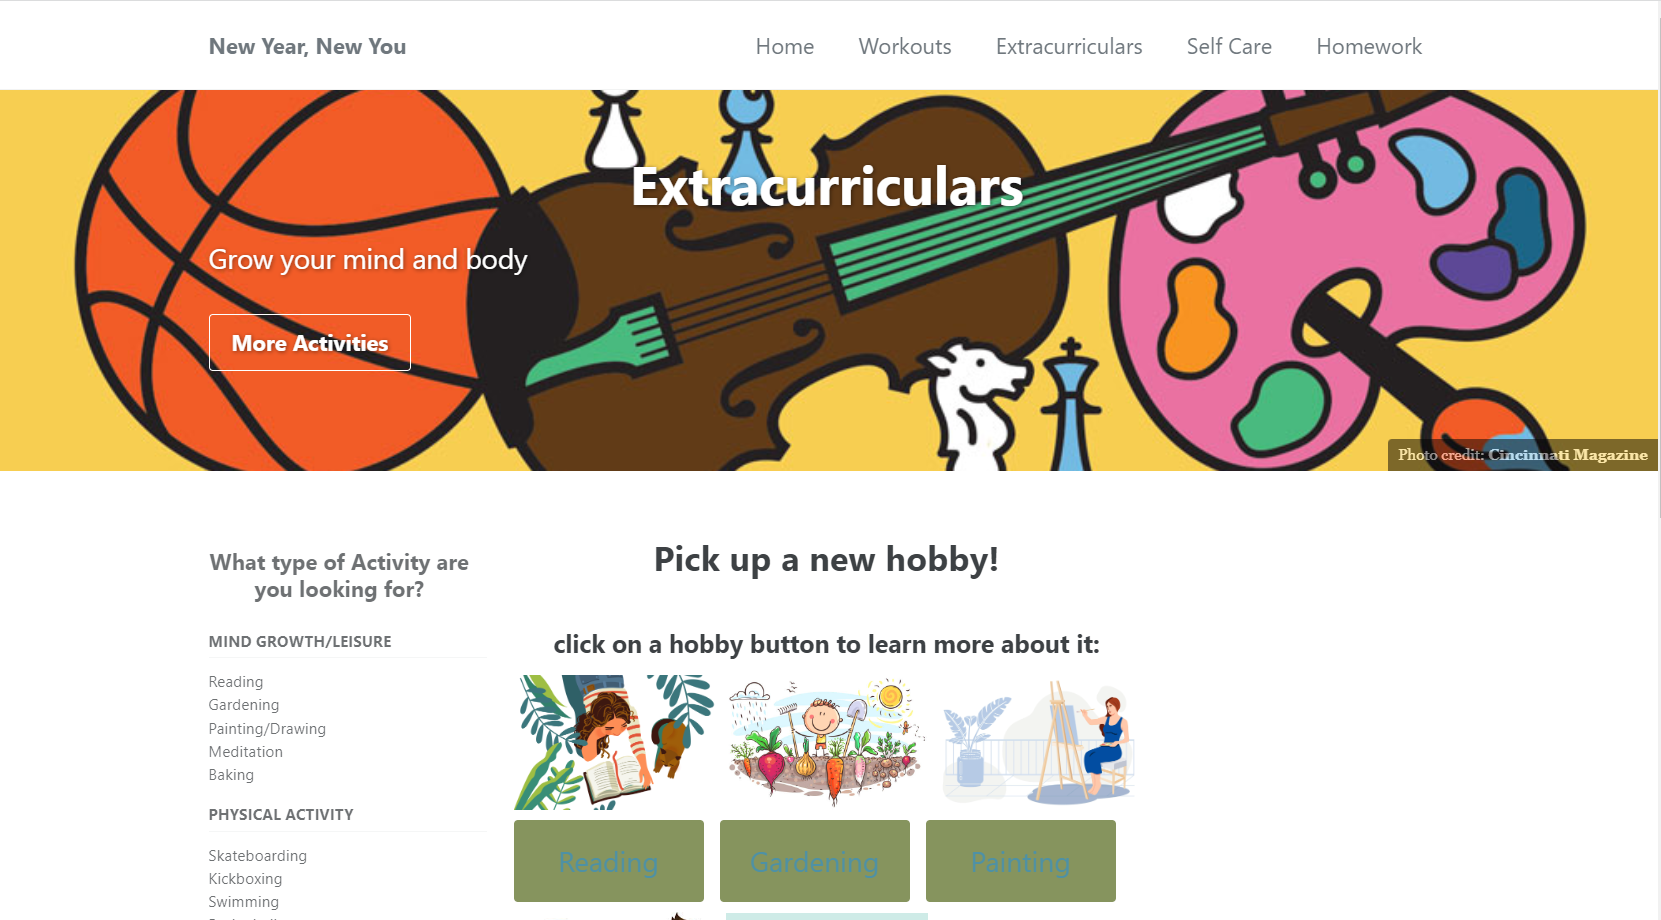 New Year, New You
Home Workouts Extracurriculars Self Care Homework
Extracurriculars
Grow your mind and body
More Activities
Photo credit: Cincinnati Magazine
What type of Activity are
you looking for?
MIND GROWTH/LEISURE
Reading
Gardening
Painting/Drawing
Meditation
Baking
PHYSICAL ACTIVITY
Skateboarding
Kickboxing
Swimming
Pick up a new hobby!
click on a hobby button to learn more about it:
Reading Gardening Painting